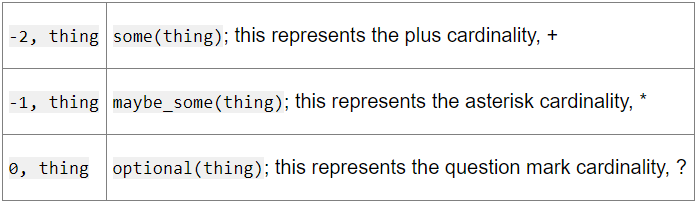 -2, thing some(thing); this represents the plus cardinality, +
-1, thing maybe_some(thing); this represents the asterisk cardinality, *
0, thing optional(thing); this represents the question mark cardinality, ?